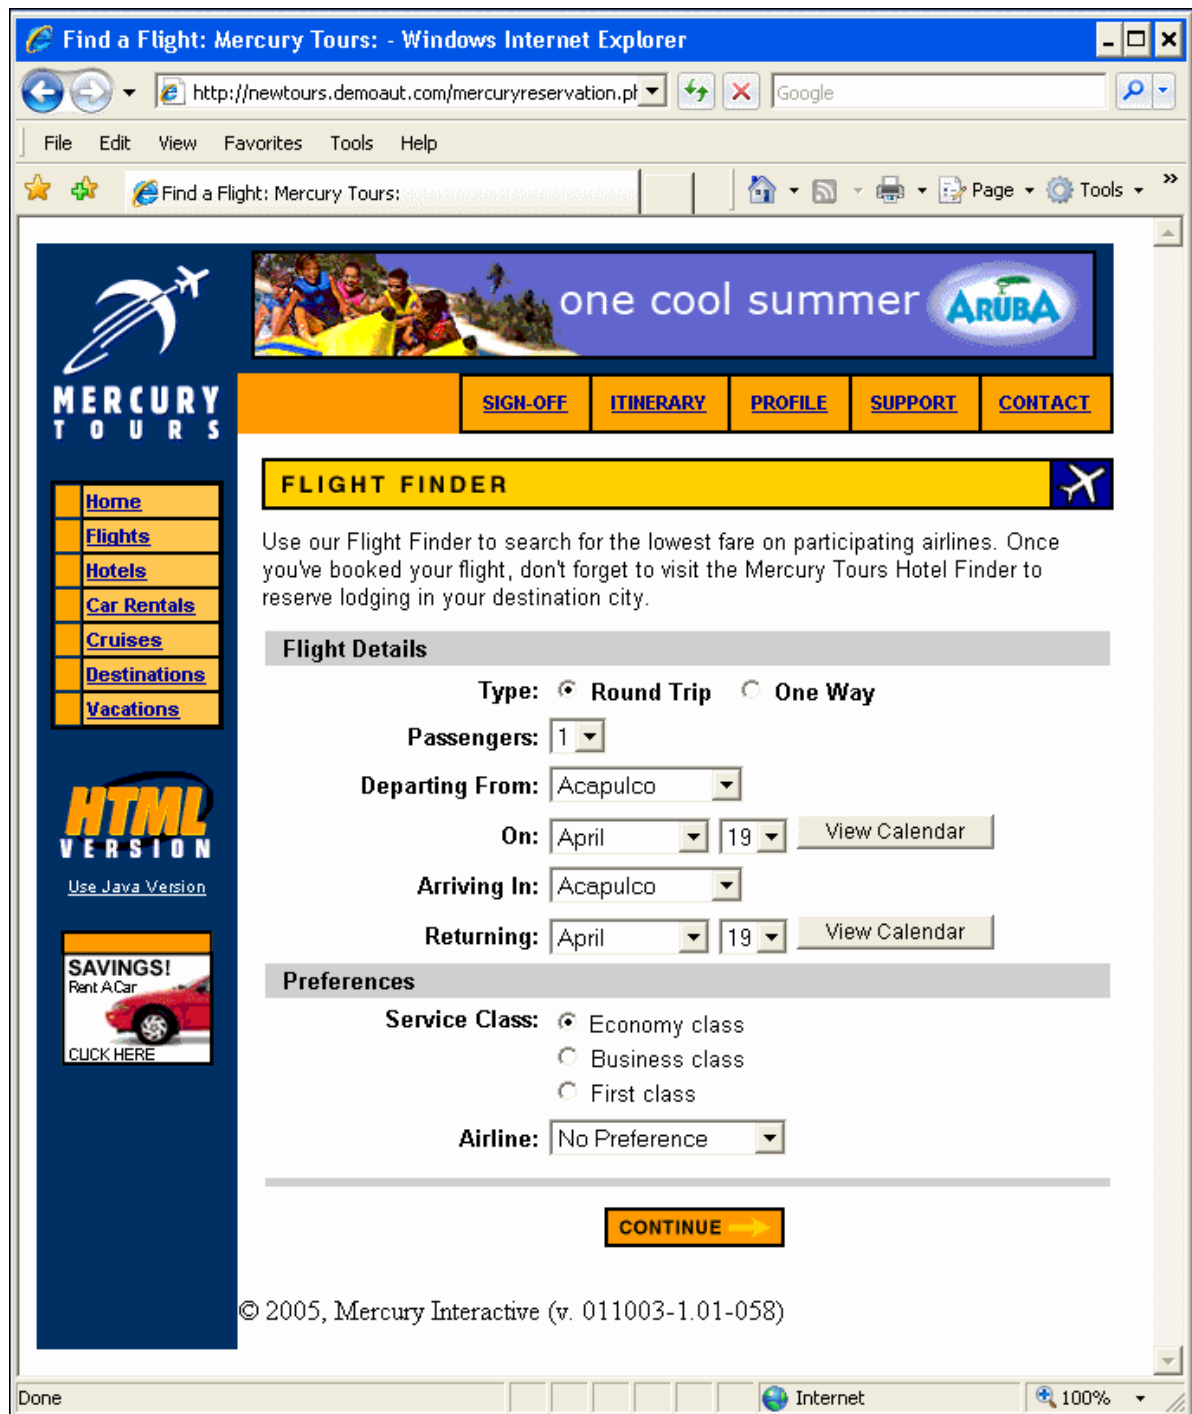 Find a Flight: Mercury Tours: - Windows Internet Explorer
http://newtours.demoaut.com/mercuryreservation.ph
Google
File Edit View Favorites Tools Help
Find a Flight: Mercury Tours:
Page Tools »
one cool summer ARUBA
MERCURY
TOURS
SIGN-OFF ITINERARY PROFILE SUPPORT CONTACT
FLIGHT FINDER
Home
Flights
Hotels
Car Rentals
Cruises
Destinations
Vacations
HTML
VERSION
Use Java Version
SAVINGS!
Rent A Car
CLICK HERE
Use our Flight Finder to search for the lowest fare on participating airlines. Once
you've booked your flight, don't forget to visit the Mercury Tours Hotel Finder to
reserve lodging in your destination city.
Flight Details
Type: Round Trip One Way
Passengers: 1
Departing From: Acapulco
On: April 19 View Calendar
Arriving In: Acapulco
Returning: April 19 View Calendar
Preferences
Service Class: Economy class
Business class
First class
Airline: No Preference
CONTINUE
© 2005, Mercury Interactive (v. 011003-1.01-058)
Done Internet 100%